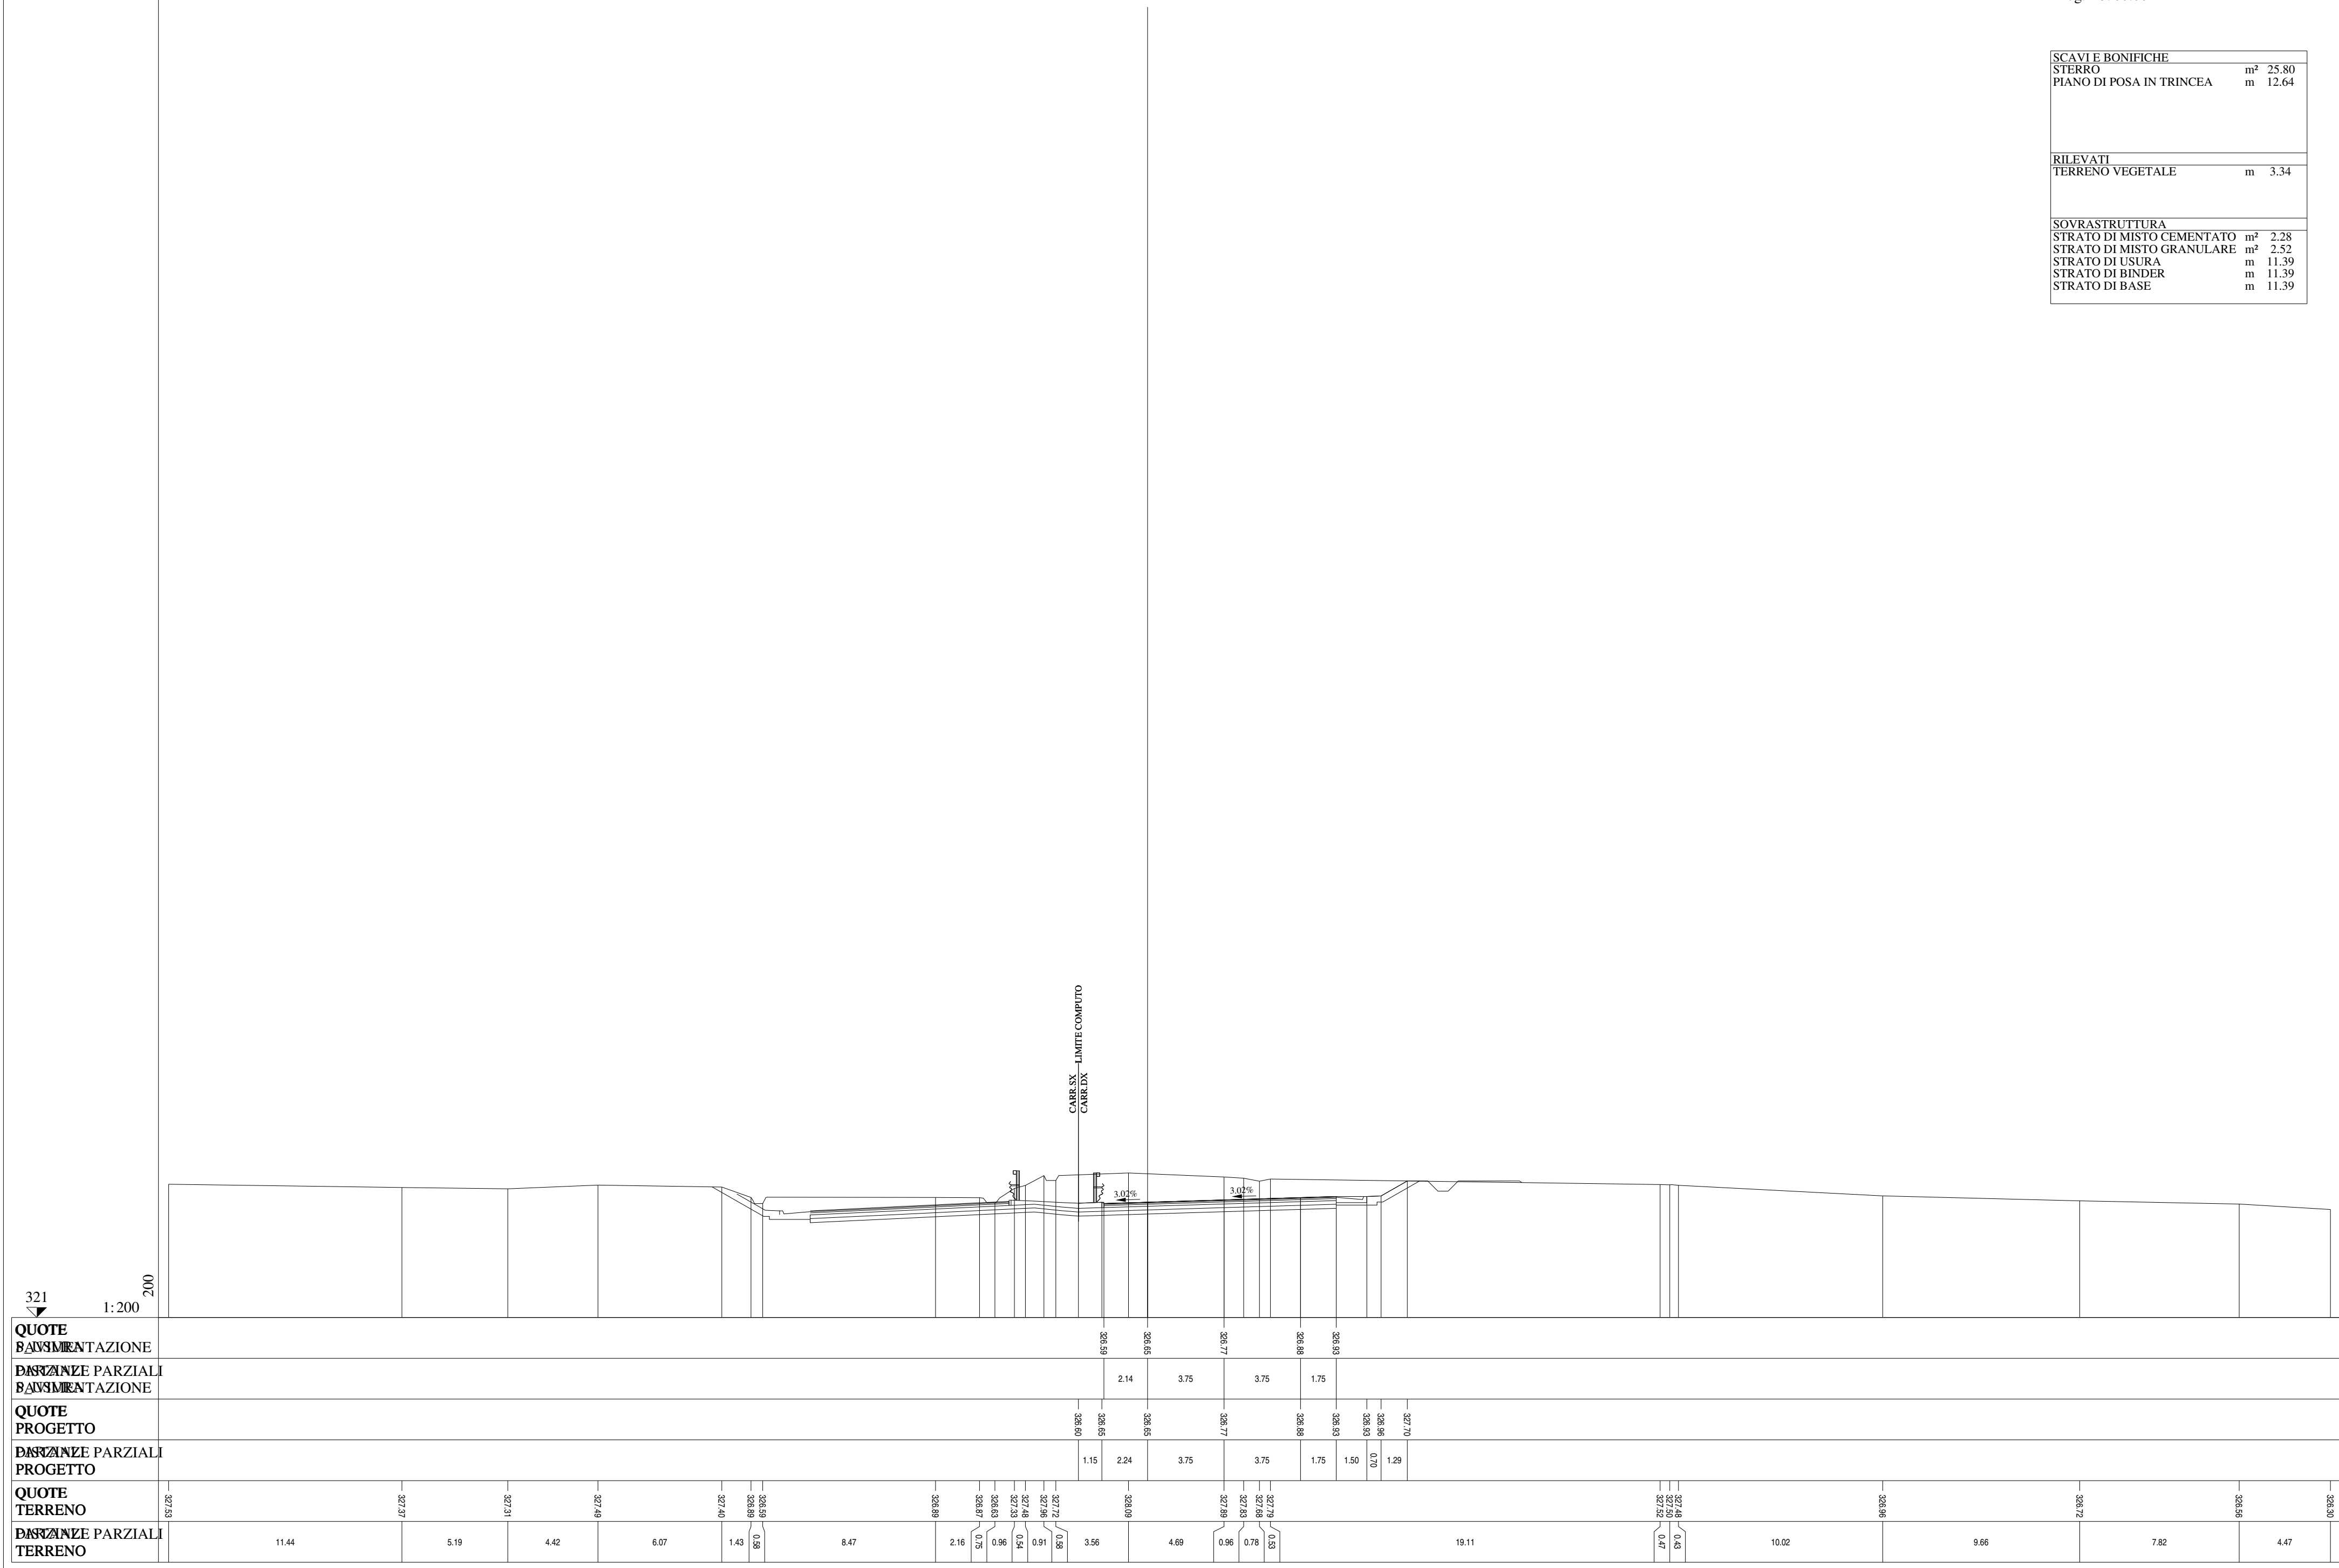 SCAVI E BONIFICHE
STERRO m² 25.80
PIANO DI POSA IN TRINCEA m 12.64
RILEVATI
TERRENO VEGETALE m 3.34
SOVRASTRUTTURA
STRATO DI MISTO CEMENTATO m² 2.28
STRATO DI MISTO GRANULARE m² 2.52
STRATO DI USURA m 11.39
STRATO DI BINDER m 11.39
STRATO DI BASE m 11.39
LIMITE COMPUTO
CARR.SX
CARR.DX
3.02% 3.02%
321
1:200
200
QUOTE
PAVIMENTAZIONE
326.59 326.65 326.77 326.88 326.93
PARZIALI
PAVIMENTAZIONE
2.14 3.75 3.75 1.75
QUOTE
PROGETTO
326.60 326.65 326.65 326.77 326.88 326.93 326.93 326.96 327.70
PARZIALI
PROGETTO
1.15 2.24 3.75 3.75 1.75 1.50 0.70 1.29
QUOTE
TERRENO
327.53 327.37 327.31 327.49 327.40 326.89 326.59 326.89 326.87 326.63 327.33 327.48 327.96 327.72 328.09 327.89 327.83 327.68 327.79 327.52 327.50 327.48 326.96 326.72 326.56 326.30
PARZIALI
TERRENO
11.44 5.19 4.42 6.07 1.43 0.58 8.47 2.16 0.75 0.96 0.54 0.91 0.58 3.56 4.69 0.96 0.78 0.53 19.11 0.47 0.43 10.02 9.66 7.82 4.47